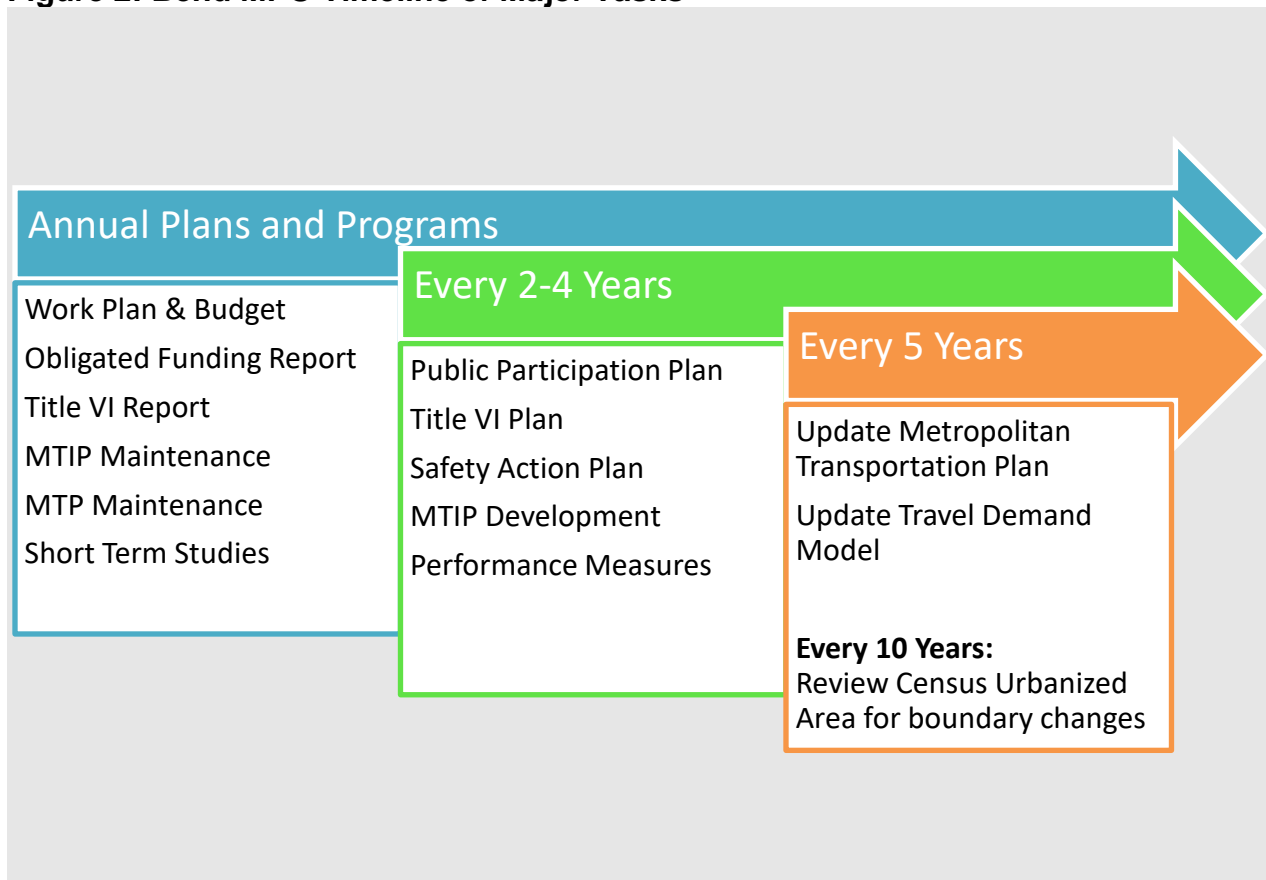 Annual Plans and Programs
Work Plan & Budget
Obligated Funding Report
Title VI Report
MTIP Maintenance
MTP Maintenance
Short Term Studies
Every 2-4 Years
Public Participation Plan
Title VI Plan
Safety Action Plan
MTIP Development
Performance Measures
Every 5 Years
Update Metropolitan
Transportation Plan
Update Travel Demand
Model
Every 10 Years:
Review Census Urbanized
Area for boundary changes